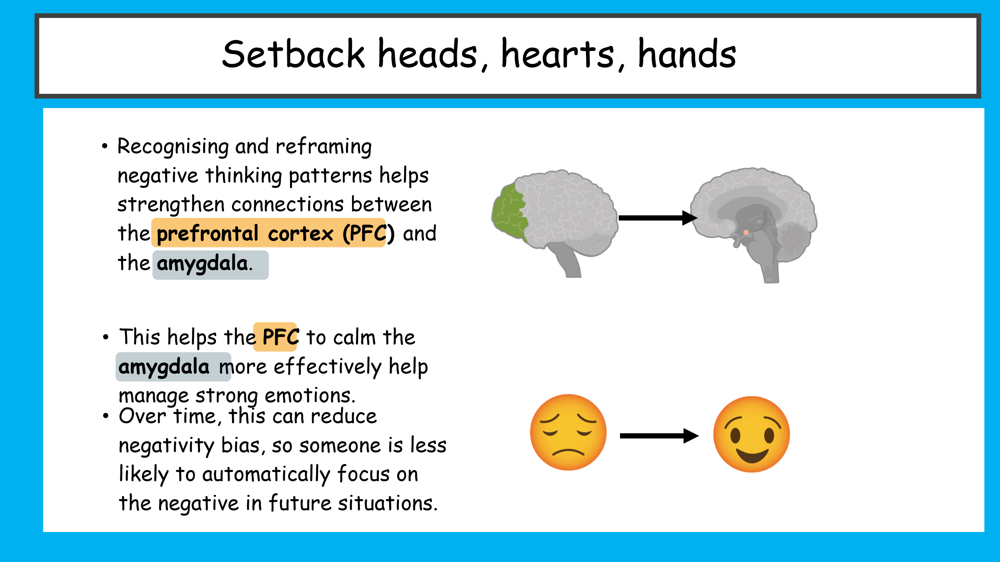 Setback heads, hearts, hands
• Recognising and reframing
negative thinking patterns helps
strengthen connections between
the prefrontal cortex (PFC) and
the amygdala.
• This helps the PFC to calm the
amygdala more effectively help
manage strong emotions.
• Over time, this can reduce
negativity bias, so someone is less
likely to automatically focus on
the negative in future situations.